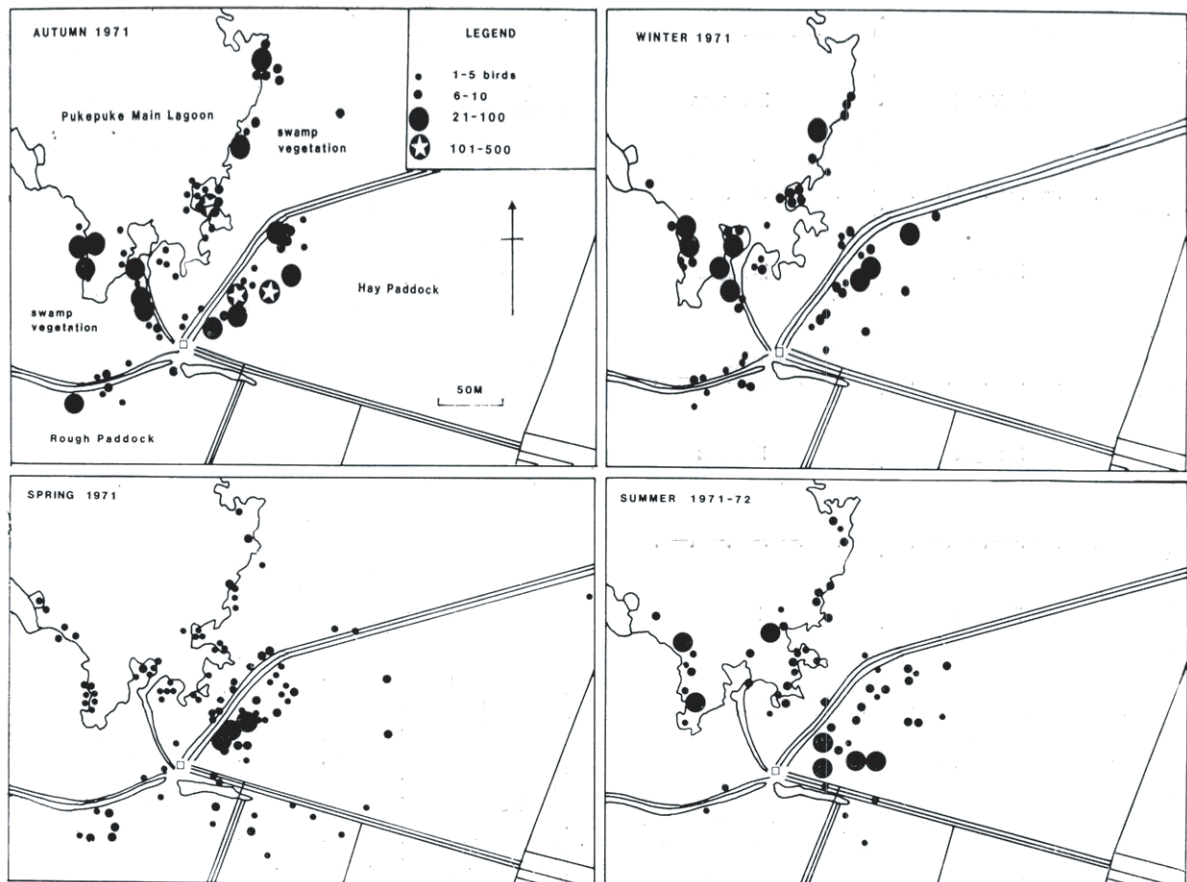 AUTUMN 1971
LEGEND
1-5 birds
6-10
21-100
101-500
Pukepuke Main Lagoon
swamp
vegetation
Hay Paddock
swamp
vegetation
50M
Rough Paddock
WINTER 1971
SPRING 1971
SUMMER 1971-72